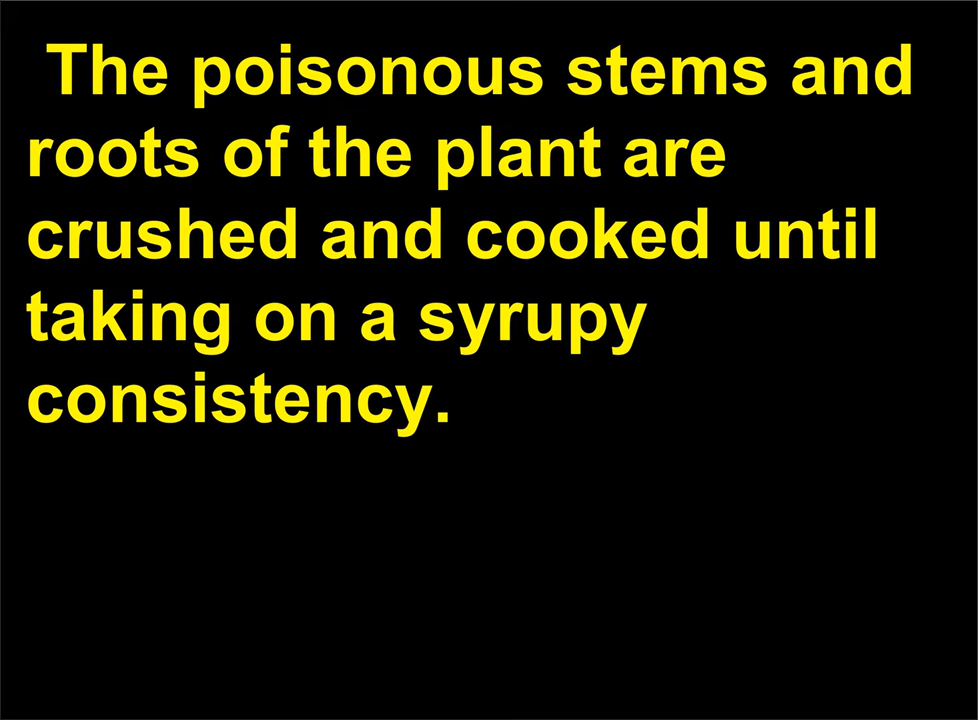 The poisonous stems and
roots of the plant are
crushed and cooked until
taking on a syrupy
consistency.